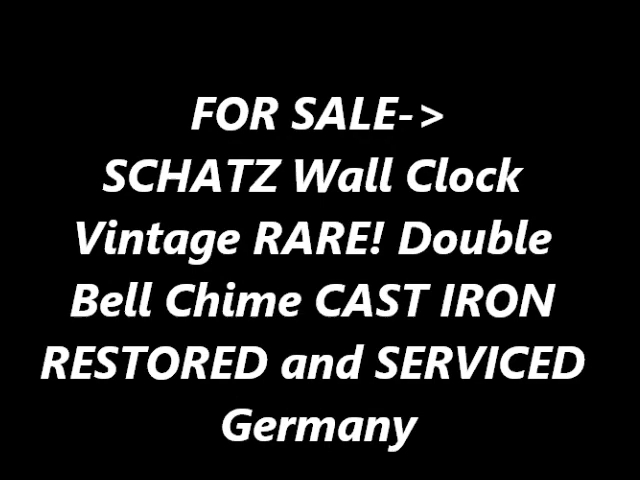 FOR SALE->
SCHATZ Wall Clock
Vintage RARE! Double
Bell Chime CAST IRON
RESTORED and SERVICED
Germany